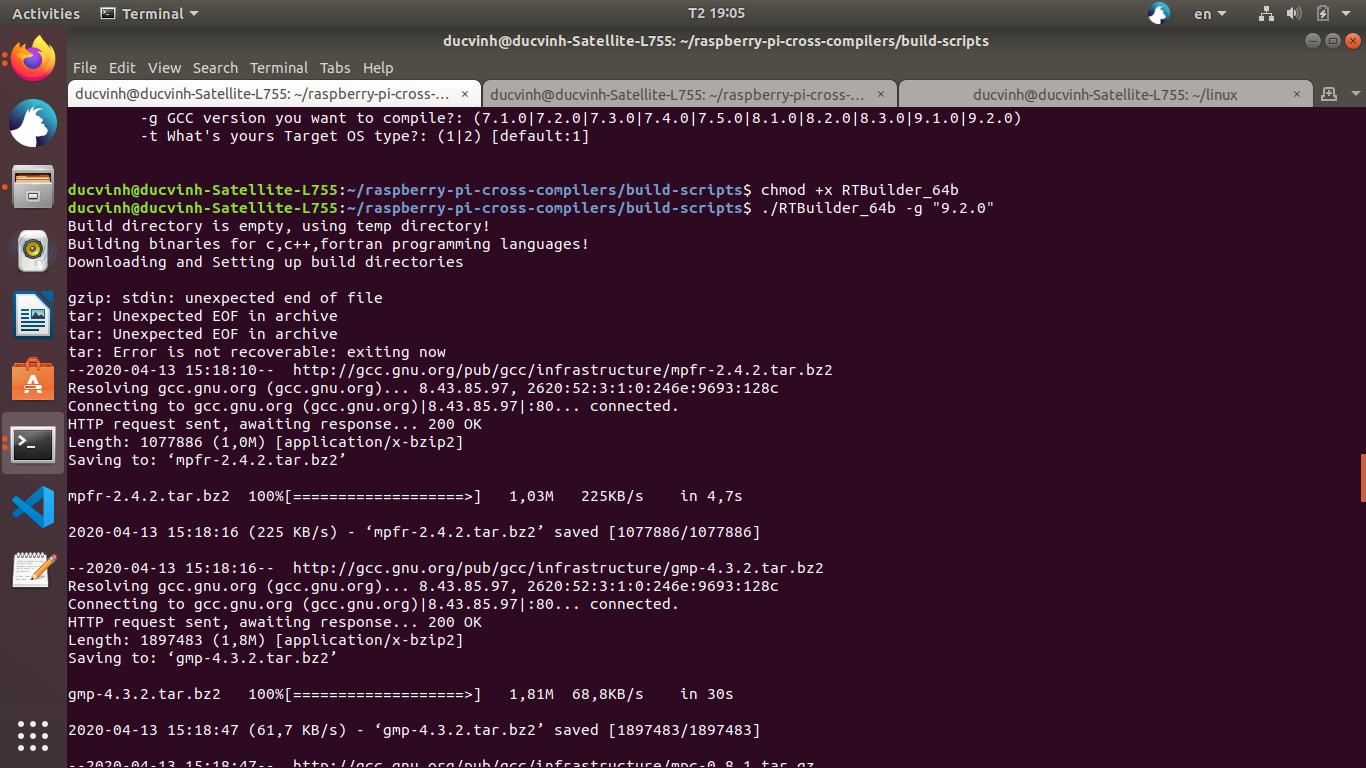 Activities Terminal T2 19:05 en
ducvinh@ducvinh-Satellite-L755: ~/raspberry-pi-cross-compilers/build-scripts
File Edit View Search Terminal Tabs Help
ducvinh@ducvinh-Satellite-L755: ~/raspberry-pi-cross-… × ducvinh@ducvinh-Satellite-L755: ~/raspberry-pi-cross-… × ducvinh@ducvinh-Satellite-L755: ~/linux ×
-g GCC version you want to compile?: (7.1.0|7.2.0|7.3.0|7.4.0|7.5.0|8.1.0|8.2.0|8.3.0|9.1.0|9.2.0)
-t What's yours Target OS type?: (1|2) [default:1]
ducvinh@ducvinh-Satellite-L755:~/raspberry-pi-cross-compilers/build-scripts$ chmod +x RTBuilder_64b
ducvinh@ducvinh-Satellite-L755:~/raspberry-pi-cross-compilers/build-scripts$ ./RTBuilder_64b -g "9.2.0"
Build directory is empty, using temp directory!
Building binaries for c,c++,fortran programming languages!
Downloading and Setting up build directories
gzip: stdin: unexpected end of file
tar: Unexpected EOF in archive
tar: Unexpected EOF in archive
tar: Error is not recoverable: exiting now
--2020-04-13 15:18:10--  http://gcc.gnu.org/pub/gcc/infrastructure/mpfr-2.4.2.tar.bz2
Resolving gcc.gnu.org (gcc.gnu.org)... 8.43.85.97, 2620:52:3:1:0:246e:9693:128c
Connecting to gcc.gnu.org (gcc.gnu.org)|8.43.85.97|:80... connected.
HTTP request sent, awaiting response... 200 OK
Length: 1077886 (1,0M) [application/x-bzip2]
Saving to: ‘mpfr-2.4.2.tar.bz2’
mpfr-2.4.2.tar.bz2  100%[===================>]   1,03M   225KB/s    in 4,7s
2020-04-13 15:18:16 (225 KB/s) - ‘mpfr-2.4.2.tar.bz2’ saved [1077886/1077886]
--2020-04-13 15:18:16--  http://gcc.gnu.org/pub/gcc/infrastructure/gmp-4.3.2.tar.bz2
Resolving gcc.gnu.org (gcc.gnu.org)... 8.43.85.97, 2620:52:3:1:0:246e:9693:128c
Connecting to gcc.gnu.org (gcc.gnu.org)|8.43.85.97|:80... connected.
HTTP request sent, awaiting response... 200 OK
Length: 1897483 (1,8M) [application/x-bzip2]
Saving to: ‘gmp-4.3.2.tar.bz2’
gmp-4.3.2.tar.bz2   100%[===================>]   1,81M  68,8KB/s    in 30s
2020-04-13 15:18:47 (61,7 KB/s) - ‘gmp-4.3.2.tar.bz2’ saved [1897483/1897483]
--2020-04-13 15:18:47--  http://gcc.gnu.org/pub/gcc/infrastructure/mpc-0.8.1.tar.gz